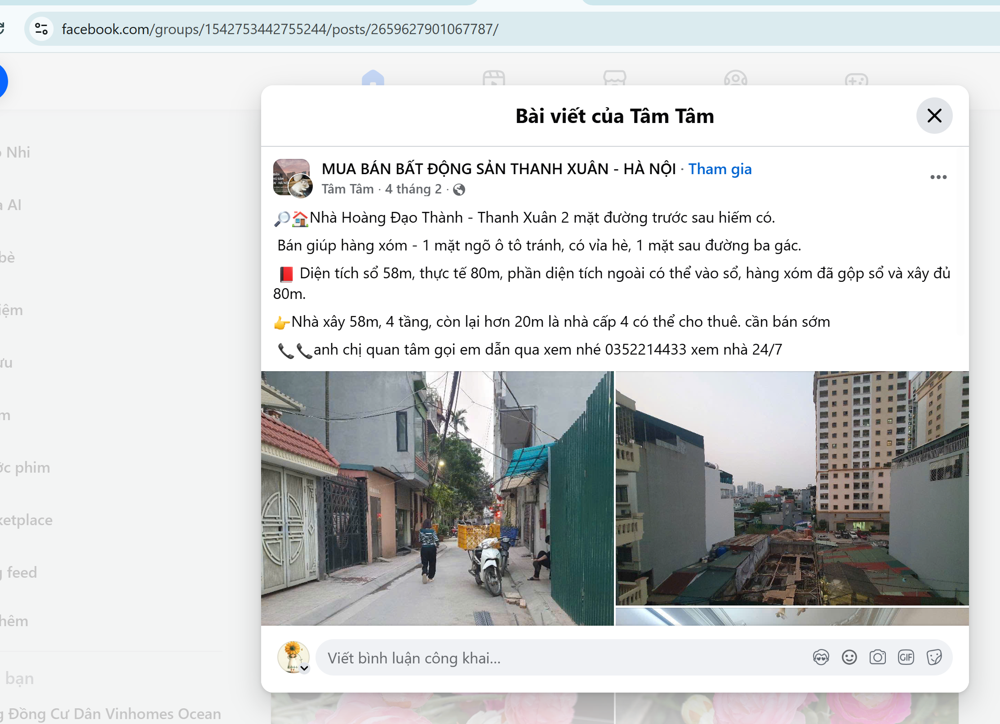 facebook.com/groups/1542753442755244/posts/2659627901067787/
Bài viết của Tâm Tâm
MUA BÁN BẤT ĐỘNG SẢN THANH XUÂN - HÀ NỘI · Tham gia
Tâm Tâm · 4 tháng 2 ·
🔎🏠Nhà Hoàng Đạo Thành - Thanh Xuân 2 mặt đường trước sau hiếm có.
Bán giúp hàng xóm - 1 mặt ngõ ô tô tránh, có vỉa hè, 1 mặt sau đường ba gác.
📕 Diện tích sổ 58m, thực tế 80m, phần diện tích ngoài có thể vào sổ, hàng xóm đã gộp sổ và xây đủ
80m.
👉Nhà xây 58m, 4 tầng, còn lại hơn 20m là nhà cấp 4 có thể cho thuê. cần bán sớm
📞📞anh chị quan tâm gọi em dẫn qua xem nhé 0352214433 xem nhà 24/7
Viết bình luận công khai...
GIF
Nhi
AI
bè
phim
feed
bạn
Đồng Cư Dân Vinhomes Ocean